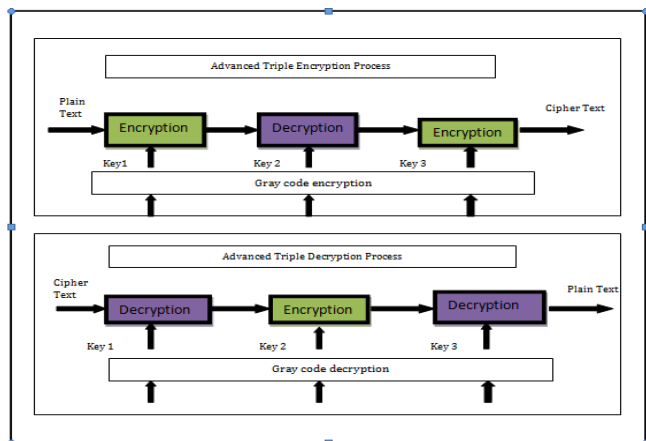 Advanced Triple Encryption Process
Plain
Text
Cipher Text
Encryption
Decryption
Encryption
Key1
Key 2
Key 3
Gray code encryption
Advanced Triple Decryption Process
Cipher
Text
Plain Text
Decryption
Encryption
Decryption
Key 1
Key 2
Key 3
Gray code decryption